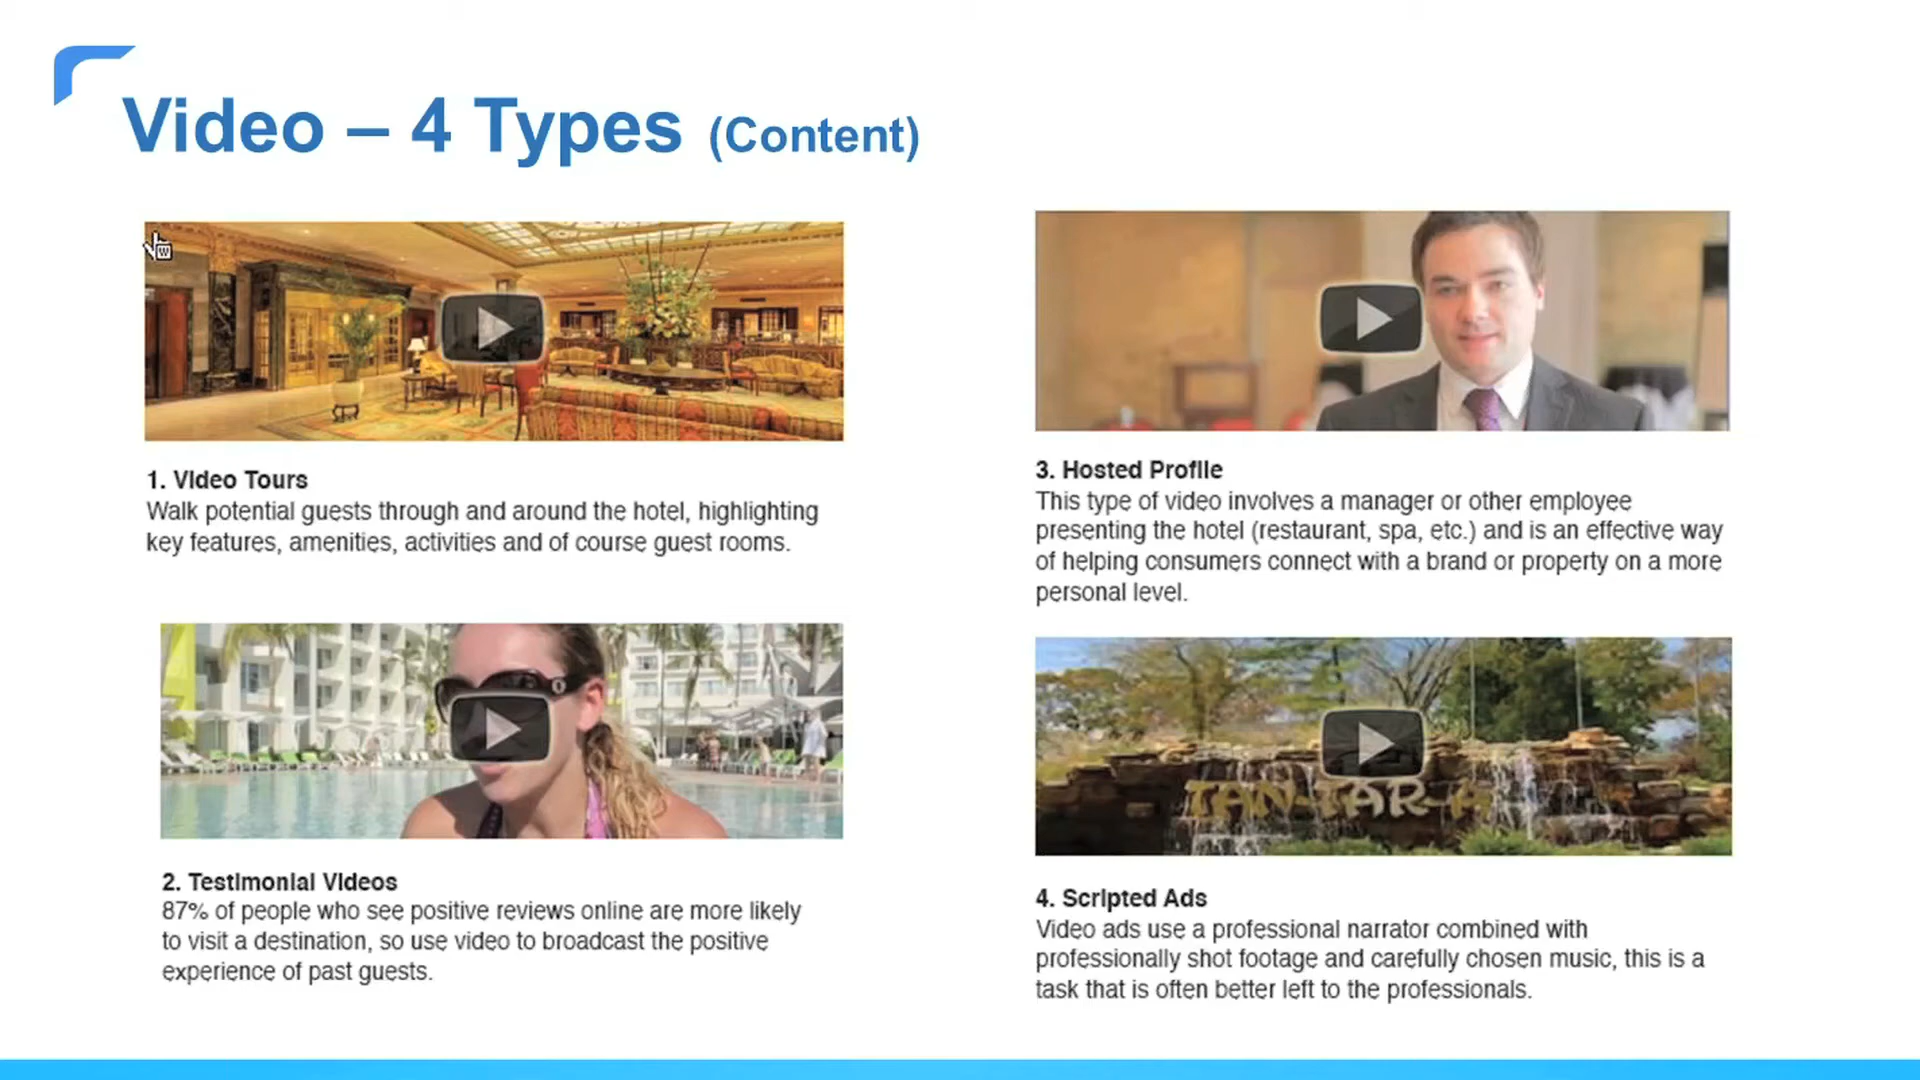 Video – 4 Types (Content)
1. Video Tours
Walk potential guests through and around the hotel, highlighting
key features, amenities, activities and of course guest rooms.
2. Testimonial Videos
87% of people who see positive reviews online are more likely
to visit a destination, so use video to broadcast the positive
experience of past guests.
3. Hosted Profile
This type of video involves a manager or other employee
presenting the hotel (restaurant, spa, etc.) and is an effective way
of helping consumers connect with a brand or property on a more
personal level.
TAN-TAR-A
4. Scripted Ads
Video ads use a professional narrator combined with
professionally shot footage and carefully chosen music, this is a
task that is often better left to the professionals.